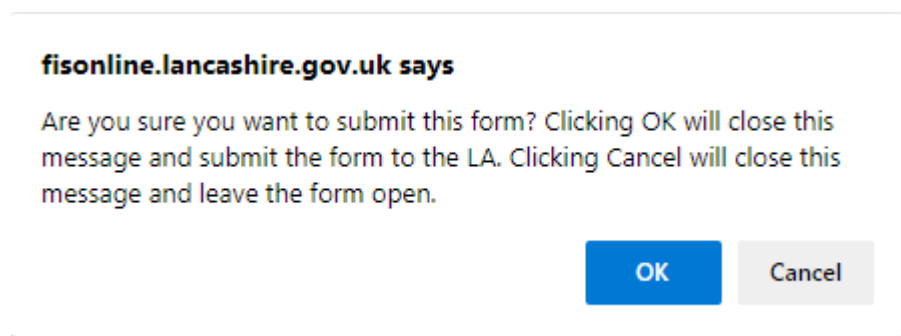 fisonline.lancashire.gov.uk says
Are you sure you want to submit this form? Clicking OK will close this
message and submit the form to the LA. Clicking Cancel will close this
message and leave the form open.
OK Cancel